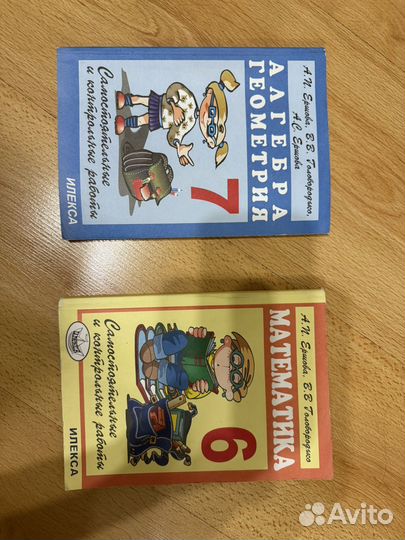 А.П. Ершова, В.В. Голобородько,
А.С. Ершова
АЛГЕБРА
ГЕОМЕТРИЯ
7
Самостоятельные
и контрольные работы
ИЛЕКСА
А.П. Ершова, В.В. Голобородько
МАТЕМАТИКА
6
Самостоятельные
и контрольные работы
ИЛЕКСА
Avito